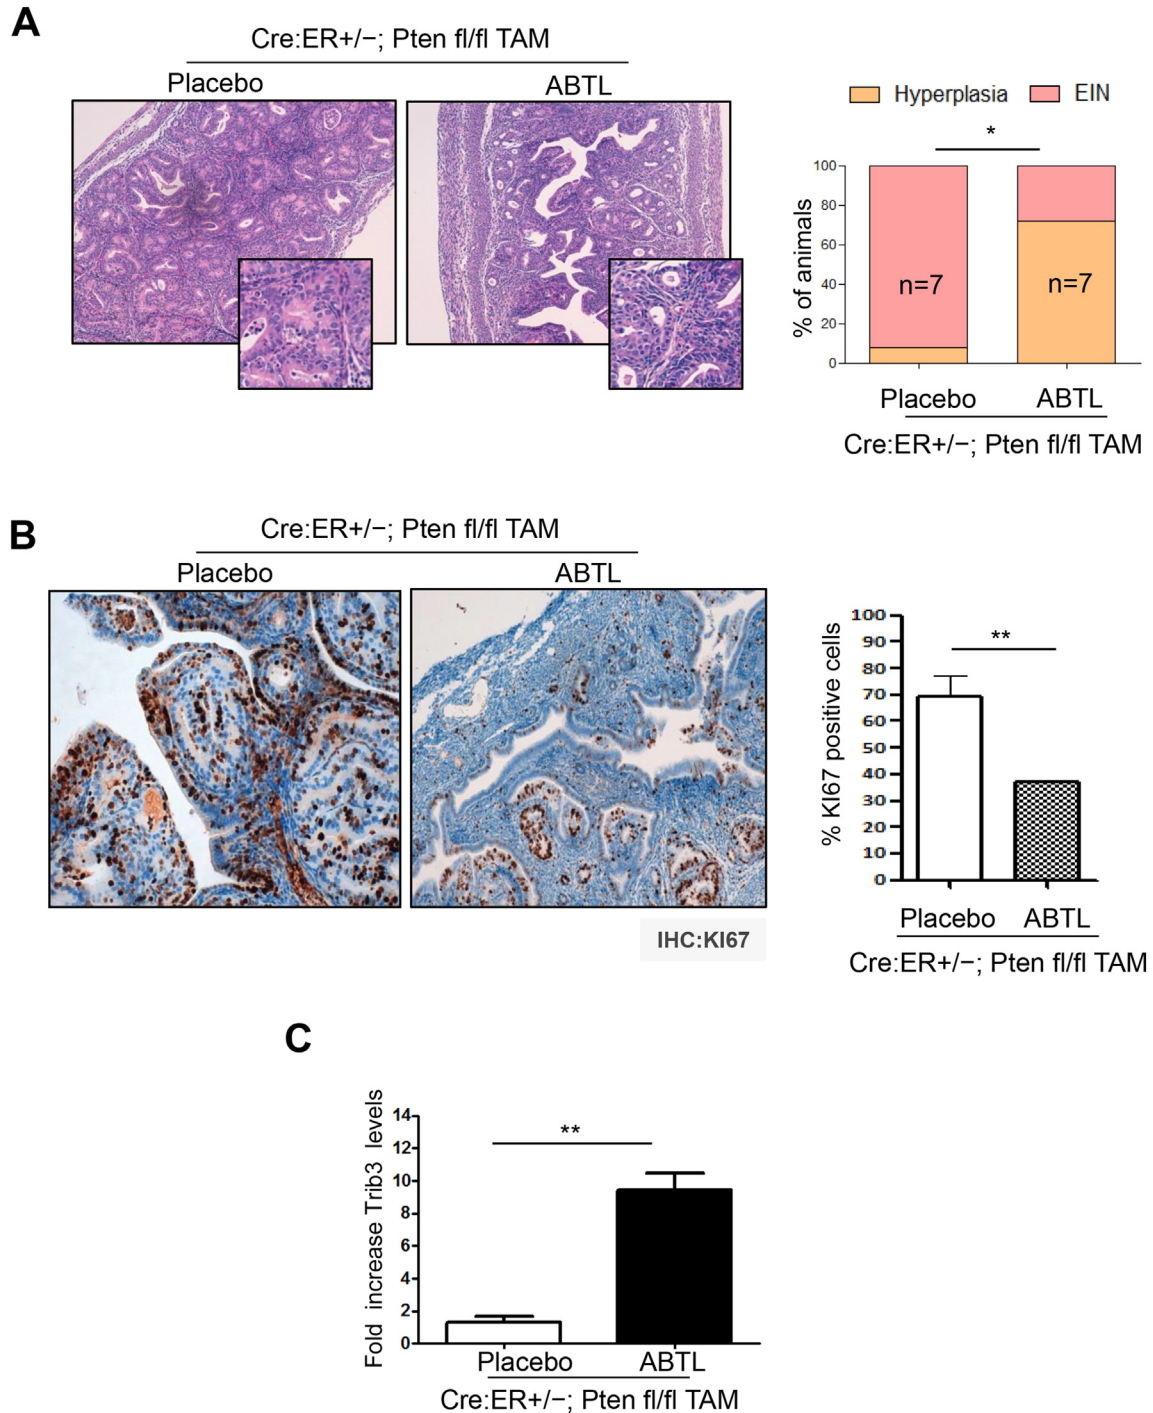 A
Cre:ER+/−; Pten fl/fl TAM
Placebo
ABTL
Hyperplasia
EIN
*
100
80
60
40
20
0
% of animals
n=7
n=7
Placebo
ABTL
Cre:ER+/−; Pten fl/fl TAM
B
Cre:ER+/−; Pten fl/fl TAM
Placebo
ABTL
IHC:KI67
**
100
90
80
70
60
50
40
30
20
10
0
% KI67 positive cells
Placebo
ABTL
Cre:ER+/−; Pten fl/fl TAM
C
**
14
12
10
8
6
4
2
0
Fold increase Trib3 levels
Placebo
ABTL
Cre:ER+/−; Pten fl/fl TAM